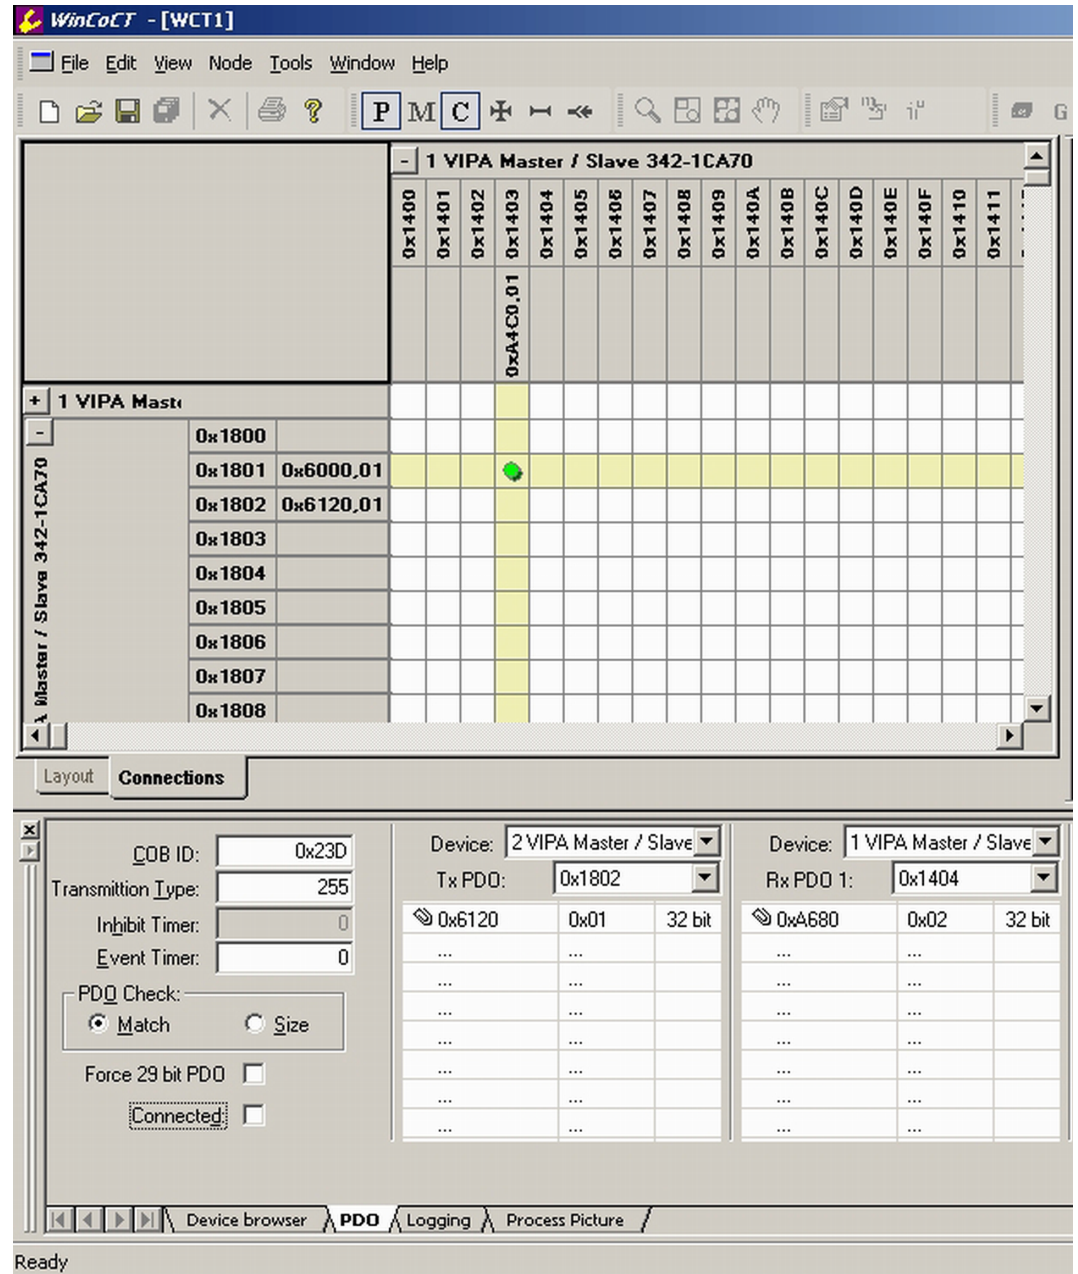 WinCoCT - [WCT1]
File Edit View Node Tools Window Help
P M C G
- 1 VIPA Master / Slave 342-1CA70
0x1400 0x1401 0x1402 0x1403 0x1404 0x1405 0x1406 0x1407 0x1408 0x1409 0x140A 0x140B 0x140C 0x140D 0x140E 0x140F 0x1410 0x1411
0xA4C0,01
+ 1 VIPA Maste
-
A Master / Slave 342-1CA70
0x1800
0x1801 0x6000,01
0x1802 0x6120,01
0x1803
0x1804
0x1805
0x1806
0x1807
0x1808
Layout Connections
COB ID: 0x23D
Transmittion Type: 255
Inhibit Timer: 0
Event Timer: 0
PDO Check:
Match Size
Force 29 bit PDO
Connected:
Device: 2 VIPA Master / Slave
Tx PDO: 0x1802
0x6120 0x01 32 bit
... ...
... ...
... ...
... ...
... ...
... ...
... ...
Device: 1 VIPA Master / Slave
Rx PDO 1: 0x1404
0xA680 0x02 32 bit
... ...
... ...
... ...
... ...
... ...
... ...
... ...
Device browser PDO Logging Process Picture
Ready